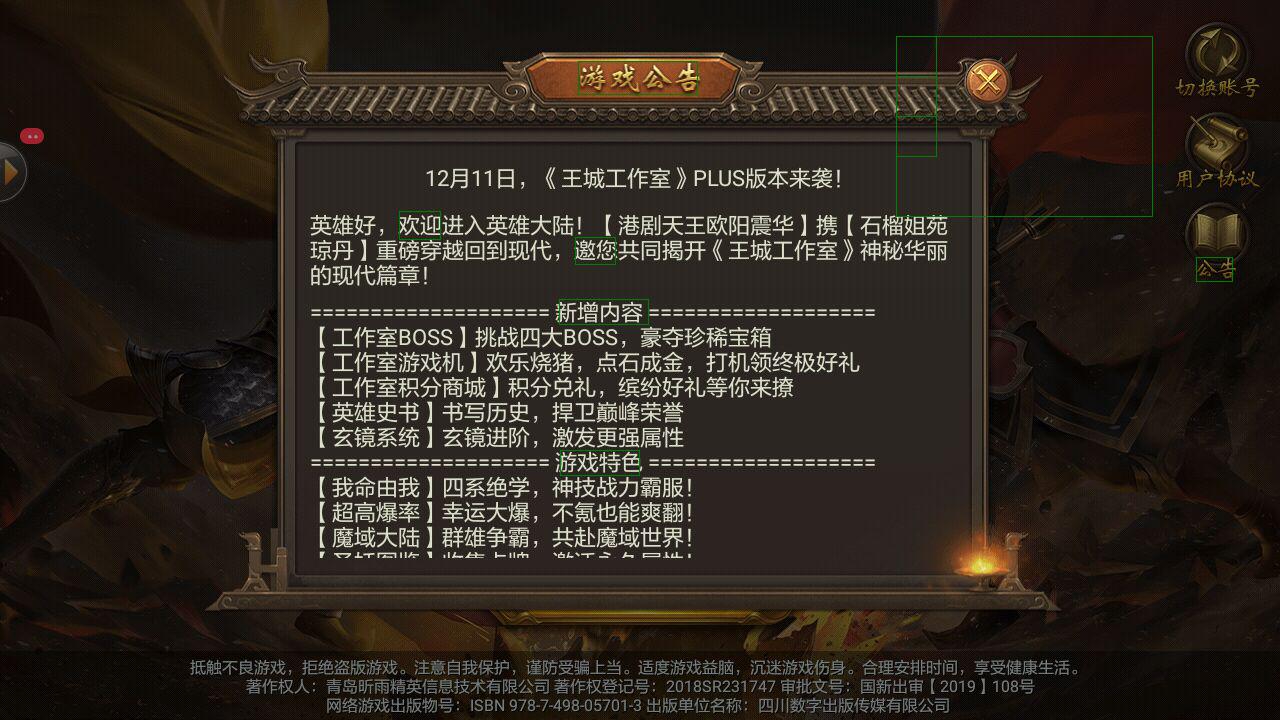 游戏公告
切换账号
用户协议
公告
12月11日，《王城工作室》PLUS版本来袭！
英雄好，欢迎进入英雄大陆！【港剧天王欧阳震华】携【石榴姐苑
琼丹】重磅穿越回到现代，邀您共同揭开《王城工作室》神秘华丽
的现代篇章！
==================== 新增内容 ===================
【工作室BOSS】挑战四大BOSS，豪夺珍稀宝箱
【工作室游戏机】欢乐烧猪，点石成金，打机领终极好礼
【工作室积分商城】积分兑礼，缤纷好礼等你来撩
【英雄史书】书写历史，捍卫巅峰荣誉
【玄镜系统】玄镜进阶，激发更强属性
==================== 游戏特色 ===================
【我命由我】四系绝学，神技战力霸服！
【超高爆率】幸运大爆，不氪也能爽翻！
【魔域大陆】群雄争霸，共赴魔域世界！
抵触不良游戏，拒绝盗版游戏。注意自我保护，谨防受骗上当。适度游戏益脑，沉迷游戏伤身。合理安排时间，享受健康生活。
著作权人：青岛昕雨精英信息技术有限公司 著作权登记号：2018SR231747 审批文号：国新出审【2019】108号
网络游戏出版物号：ISBN 978-7-498-05701-3 出版单位名称：四川数字出版传媒有限公司